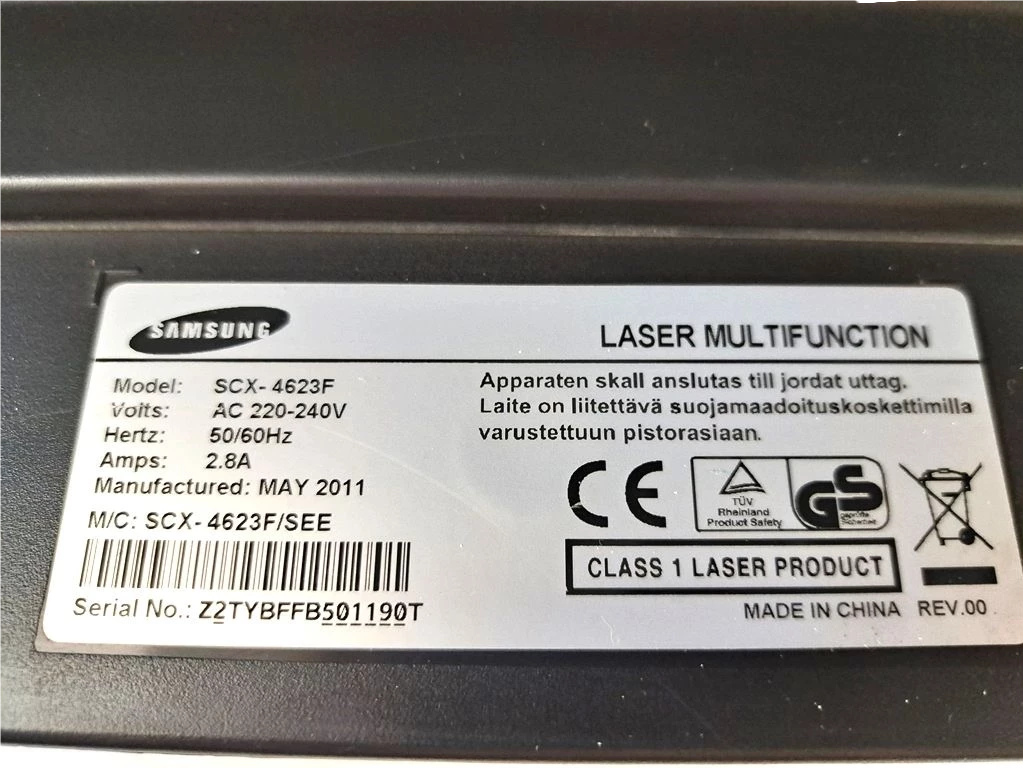 SAMSUNG
LASER MULTIFUNCTION
Model: SCX- 4623F
Volts: AC 220-240V
Hertz: 50/60Hz
Amps: 2.8A
Manufactured: MAY 2011
M/C: SCX- 4623F/SEE
Serial No.: Z2TYBFFB501190T
Apparaten skall anslutas till jordat uttag.
Laite on liitettävä suojamaadoituskoskettimilla
varustettuun pistorasiaan.
CE
TÜV
Rheinland
Product Safety
GS
geprüfte
Sicherheit
CLASS 1 LASER PRODUCT
MADE IN CHINA REV.00